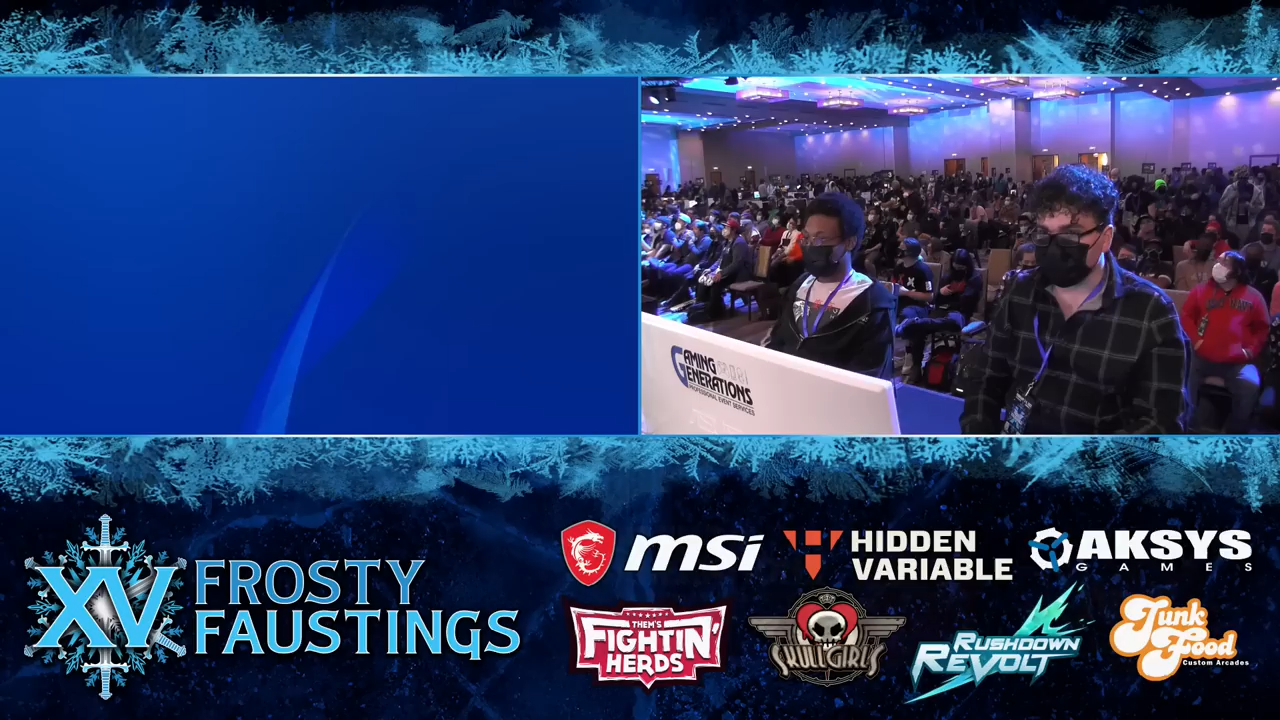 GAMING
GENERATIONS
PROFESSIONAL EVENT SERVICES
XV
FROSTY
FAUSTINGS
msi
HIDDEN
VARIABLE
AKSYS
GAMES
THEM'S
FIGHTIN'
HERDS
SKULLGIRLS
RUSHDOWN
REVOLT
Junk
Food
Custom Arcades